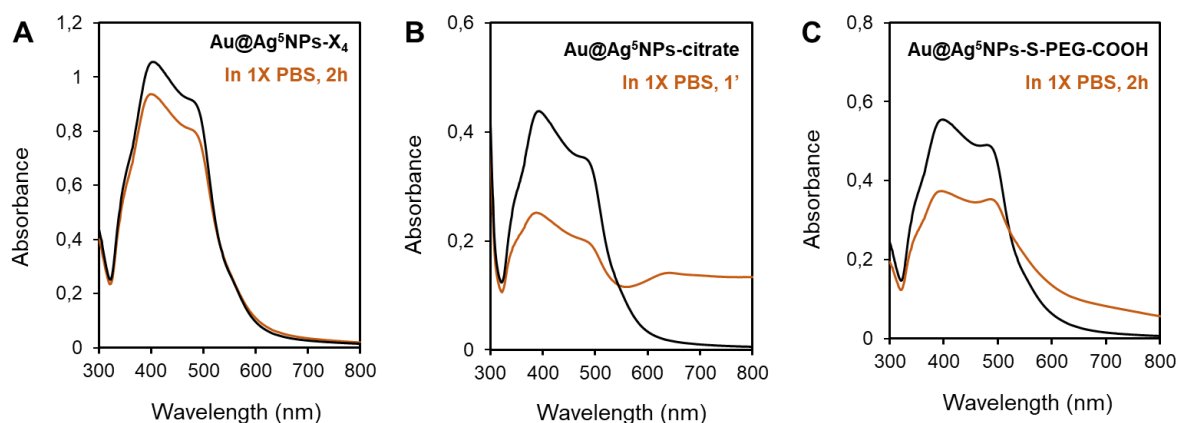 A
Au@Ag⁵NPs-X₄
In 1X PBS, 2h
Absorbance
1,2
1
0,8
0,6
0,4
0,2
0
300 400 500 600 700 800
Wavelength (nm)
B
Au@Ag⁵NPs-citrate
In 1X PBS, 1’
Absorbance
0,6
0,4
0,2
0
300 400 500 600 700 800
Wavelength (nm)
C
Au@Ag⁵NPs-S-PEG-COOH
In 1X PBS, 2h
Absorbance
0,8
0,6
0,4
0,2
0
300 400 500 600 700 800
Wavelength (nm)